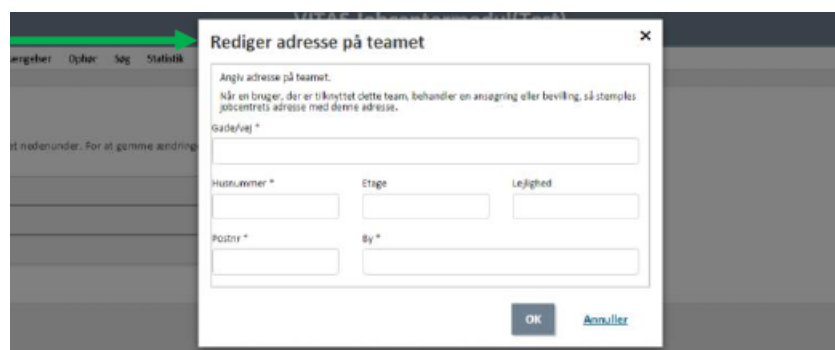 VITAS Jobcentermodul(Test)
Rediger adresse på teamet
ængelser Ophør Søg Statistik
Angiv adresse på teamet.
Når en bruger, der er tilknyttet dette team, behandler en ansøgning eller bevilling, så stemples
jobcentrets adresse med denne adresse.
et nedenunder. For at gemme ændringe
Gade/vej *
Husnummer * Etage Lejlighed
Postnr * By *
OK Annuller